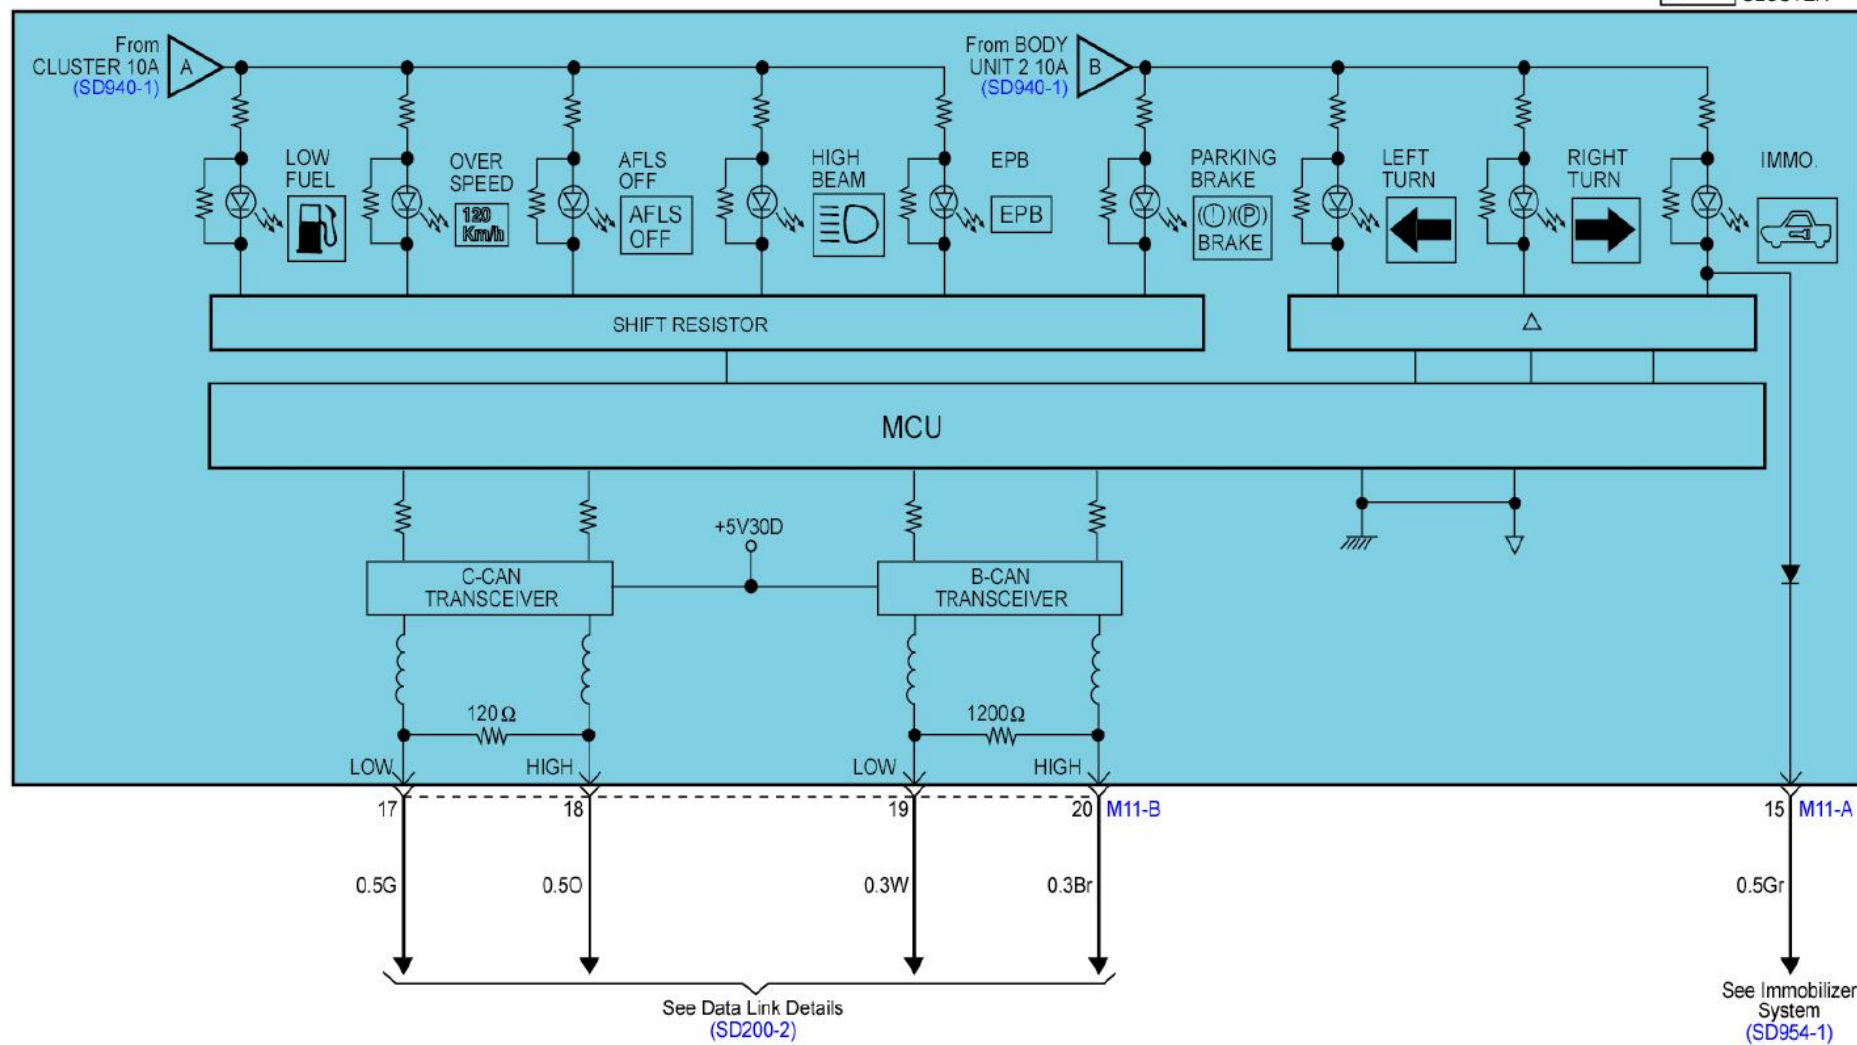 From
CLUSTER 10A
(SD940-1)
A
From BODY
UNIT 2 10A
(SD940-1)
B
LOW
FUEL
OVER
SPEED
120
Km/h
AFLS
OFF
AFLS
OFF
HIGH
BEAM
EPB
EPB
PARKING
BRAKE
(!)(P)
BRAKE
LEFT
TURN
RIGHT
TURN
IMMO.
SHIFT RESISTOR
MCU
+5V30D
C-CAN
TRANSCEIVER
B-CAN
TRANSCEIVER
120Ω
1200Ω
LOW
HIGH
LOW
HIGH
17
18
19
20
M11-B
15
M11-A
0.5G
0.5O
0.3W
0.3Br
0.5Gr
See Data Link Details
(SD200-2)
See Immobilizer
System
(SD954-1)